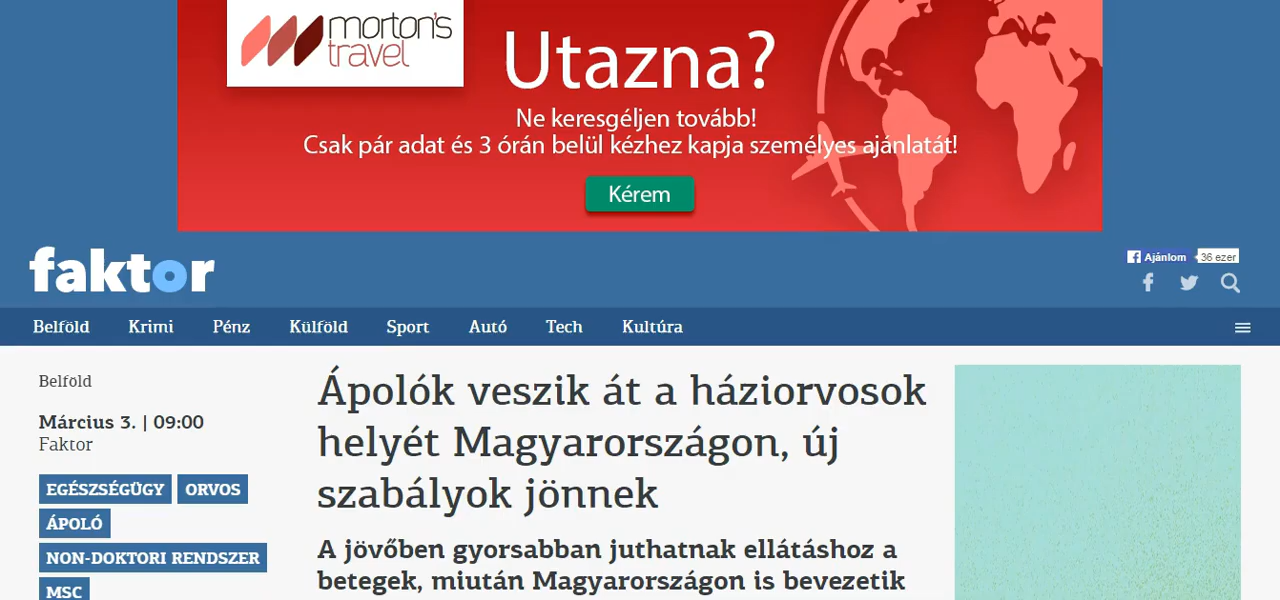 morton's
travel
Utazna?
Ne keresgéljen tovább!
Csak pár adat és 3 órán belül kézhez kapja személyes ajánlatát!
Kérem
faktor
Ajánlom 36 ezer
Belföld Krimi Pénz Külföld Sport Autó Tech Kultúra
Belföld
Március 3. | 09:00
Faktor
EGÉSZSÉGÜGY ORVOS
ÁPOLÓ
NON-DOKTORI RENDSZER
MSC
Ápolók veszik át a háziorvosok
helyét Magyarországon, új
szabályok jönnek
A jövőben gyorsabban juthatnak ellátáshoz a
betegek, miután Magyarországon is bevezetik